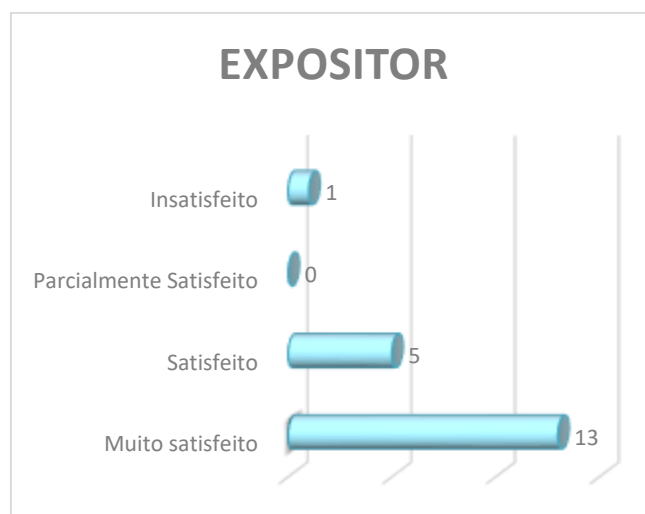 EXPOSITOR
Insatisfeito 1
Parcialmente Satisfeito 0
Satisfeito 5
Muito satisfeito 13